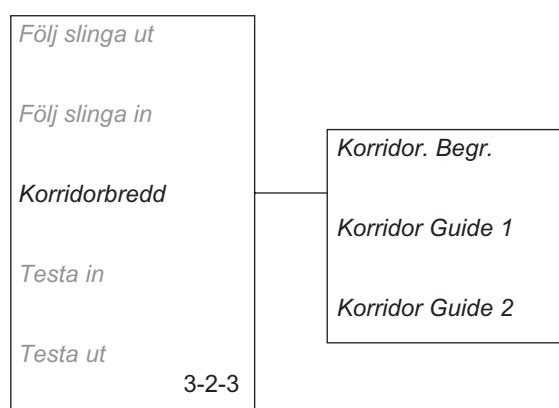 Följ slinga ut
Följ slinga in
Korridorbredd
Testa in
Testa ut
3-2-3
Korridor. Begr.
Korridor Guide 1
Korridor Guide 2